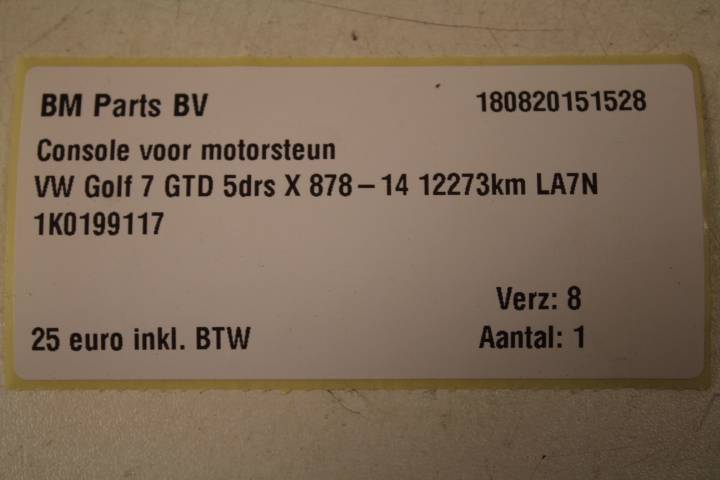 BM Parts BV 180820151528
Console voor motorsteun
VW Golf 7 GTD 5drs X 878-14 12273km LA7N
1K0199117
Verz: 8
25 euro inkl. BTW Aantal: 1